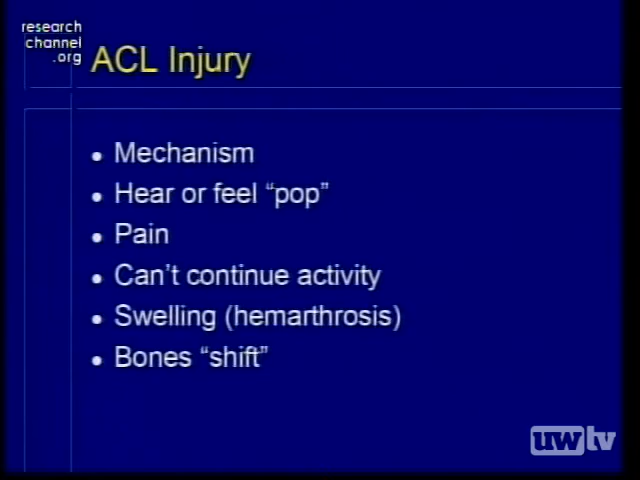 research
channel
.org
ACL Injury
• Mechanism
• Hear or feel “pop”
• Pain
• Can’t continue activity
• Swelling (hemarthrosis)
• Bones “shift”
uwtv